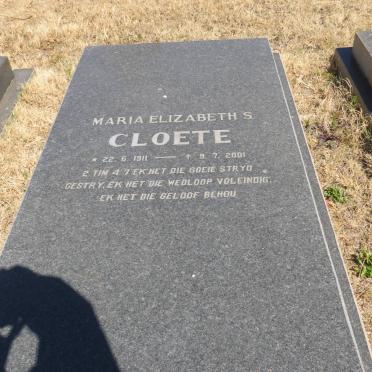 MARIA ELIZABETH S
CLOETE
* 22. 6. 1911 — † 9. 7. 2001
2 TIM 4:7 EK HET DIE GOEIE STRYD
GESTRY, EK HET DIE WEDLOOP VOLEINDIG,
EK HET DIE GELOOF BEHOU